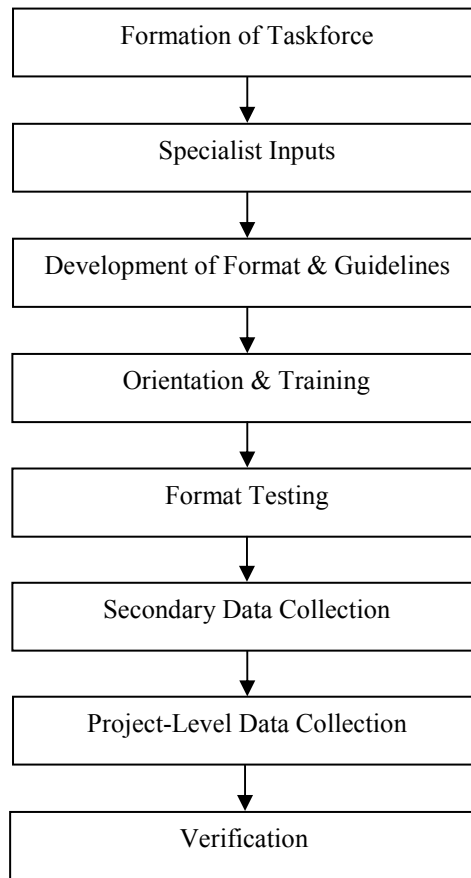 Formation of Taskforce
Specialist Inputs
Development of Format & Guidelines
Orientation & Training
Format Testing
Secondary Data Collection
Project-Level Data Collection
Verification